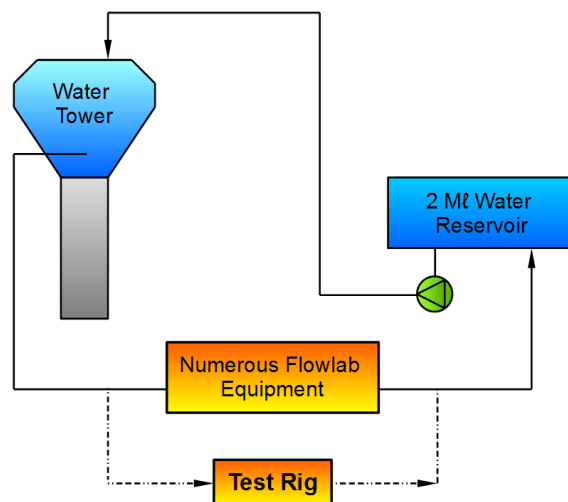 Water
Tower
2 Mℓ Water
Reservoir
Numerous Flowlab
Equipment
Test Rig